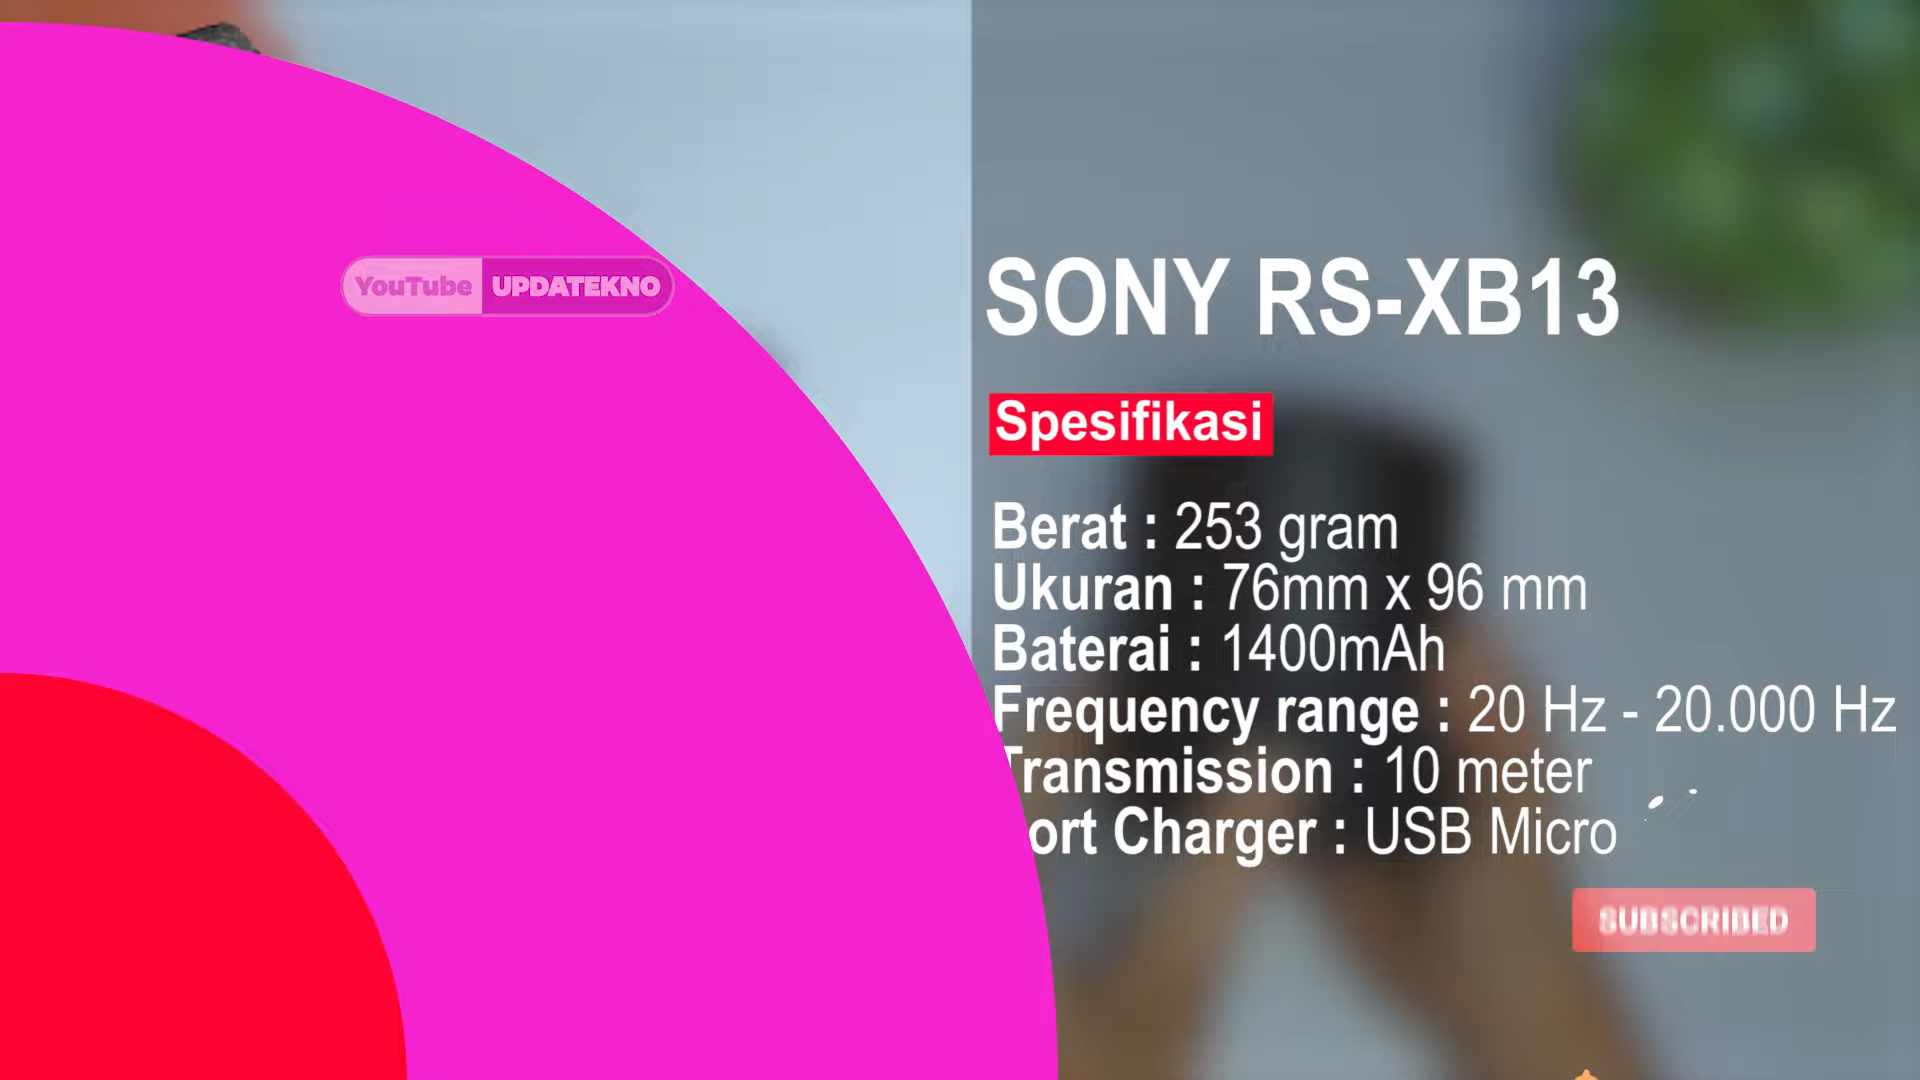 YouTube UPDATEKNO
SONY RS-XB13
Spesifikasi
Berat : 253 gram
Ukuran : 76mm x 96 mm
Baterai : 1400mAh
Frequency range : 20 Hz - 20.000 Hz
Transmission : 10 meter
ort Charger : USB Micro
SUBSCRIBED